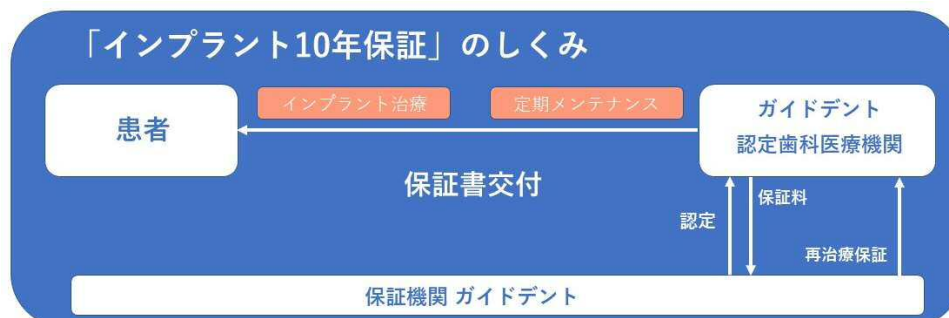 「インプラント10年保証」のしくみ
患者
インプラント治療
定期メンテナンス
ガイドデント
認定歯科医療機関
保証書交付
認定
保証料
再治療保証
保証機関 ガイドデント